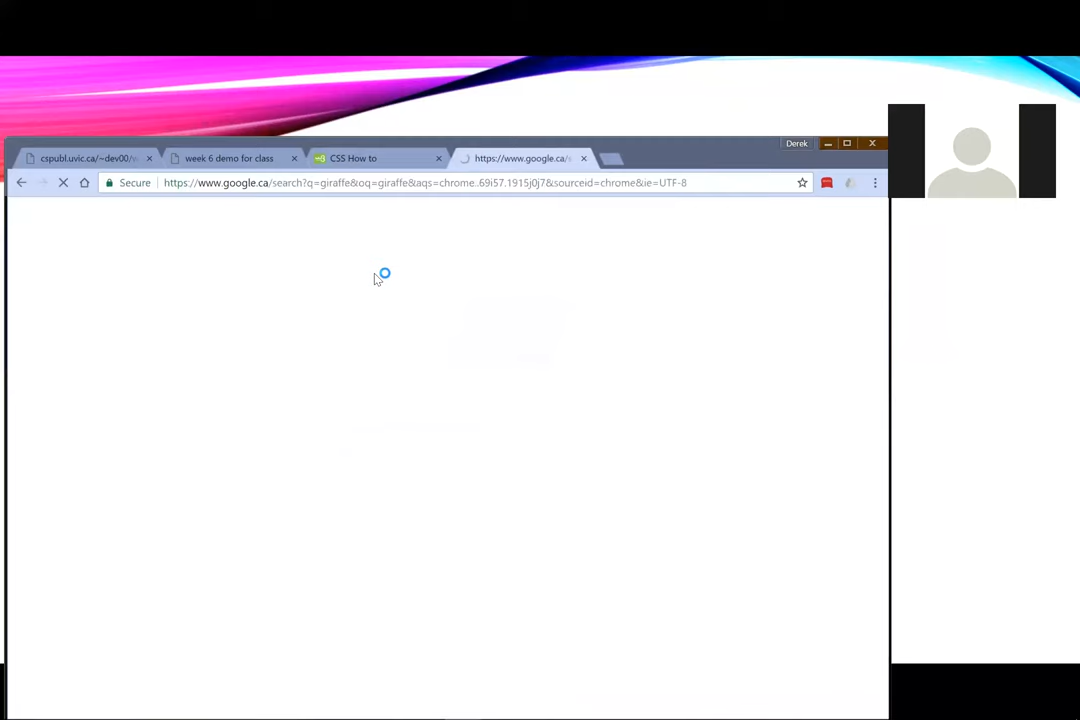 Derek
cspubl.uvic.ca/~dev00/w
week 6 demo for class
CSS How to
https://www.google.ca/s
Secure
https://www.google.ca/search?q=giraffe&oq=giraffe&aqs=chrome..69i57.1915j0j7&sourceid=chrome&ie=UTF-8